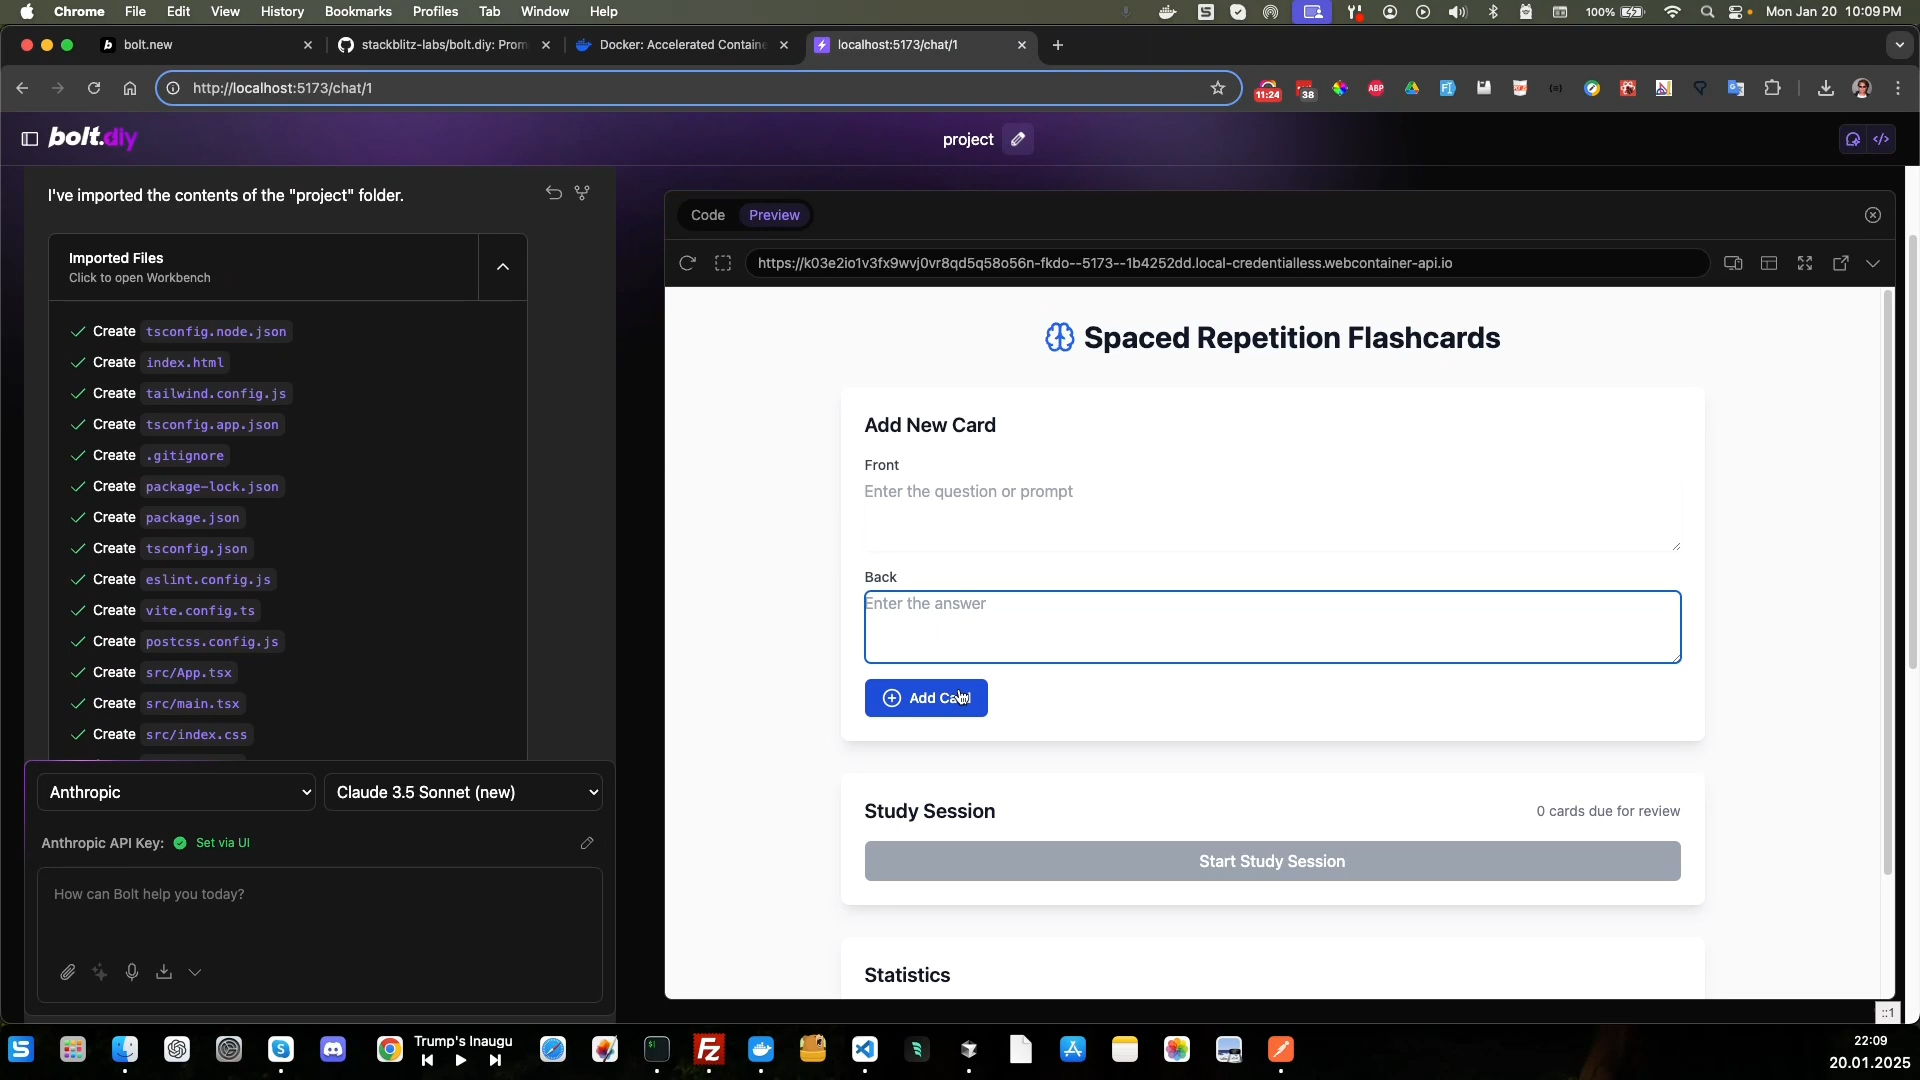 Chrome File Edit View History Bookmarks Profiles Tab Window Help 100% Mon Jan 20 10:09 PM
bolt.new stackblitz-labs/bolt.diy: Prom Docker: Accelerated Containe localhost:5173/chat/1
http://localhost:5173/chat/1 11:24 38 ABP
bolt.diy project
I've imported the contents of the "project" folder.
Imported Files
Click to open Workbench
Create tsconfig.node.json
Create index.html
Create tailwind.config.js
Create tsconfig.app.json
Create .gitignore
Create package-lock.json
Create package.json
Create tsconfig.json
Create eslint.config.js
Create vite.config.ts
Create postcss.config.js
Create src/App.tsx
Create src/main.tsx
Create src/index.css
Anthropic Claude 3.5 Sonnet (new)
Anthropic API Key: Set via UI
How can Bolt help you today?
Code Preview
https://k03e2io1v3fx9wvj0vr8qd5q58o56n-fkdo--5173--1b4252dd.local-credentialless.webcontainer-api.io
Spaced Repetition Flashcards
Add New Card
Front
Enter the question or prompt
Back
Enter the answer
Add Card
Study Session 0 cards due for review
Start Study Session
Statistics
::1
Trump's Inaugu
22:09
20.01.2025